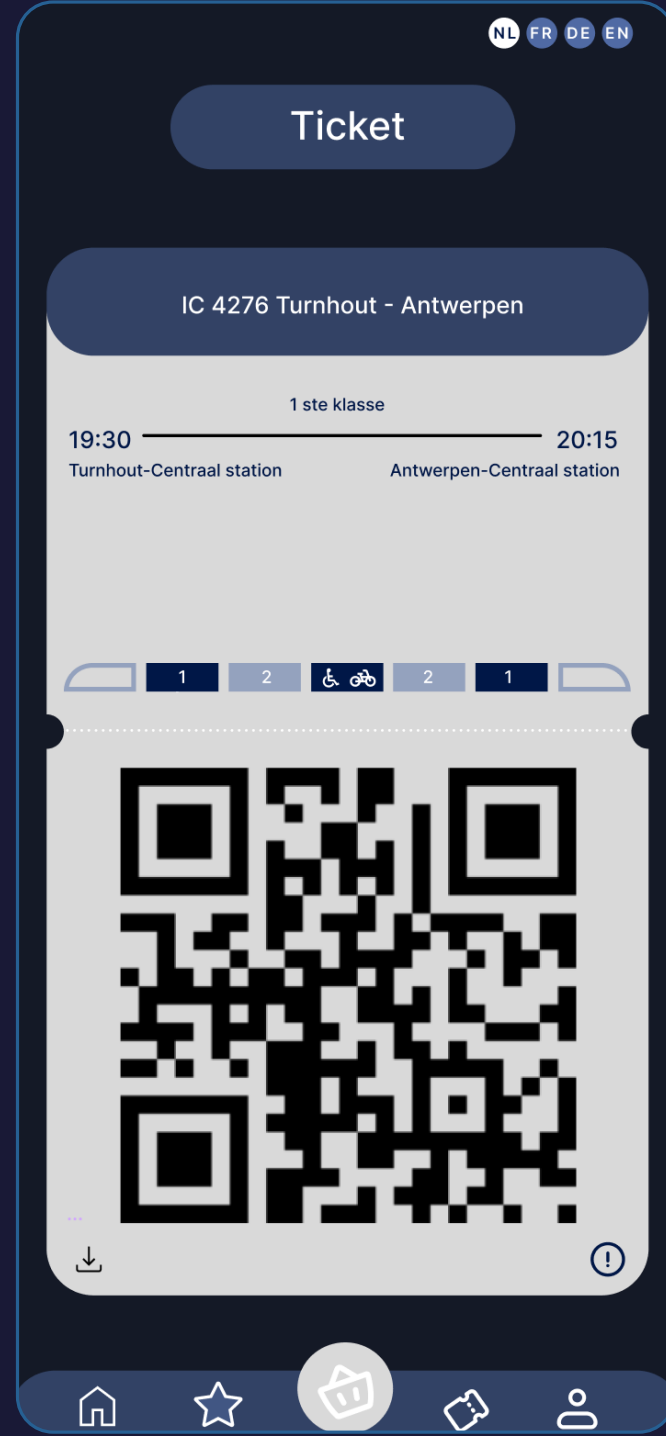 NL FR DE EN
Ticket
IC 4276 Turnhout - Antwerpen
1 ste klasse
19:30 20:15
Turnhout-Centraal station Antwerpen-Centraal station
1 2 2 1